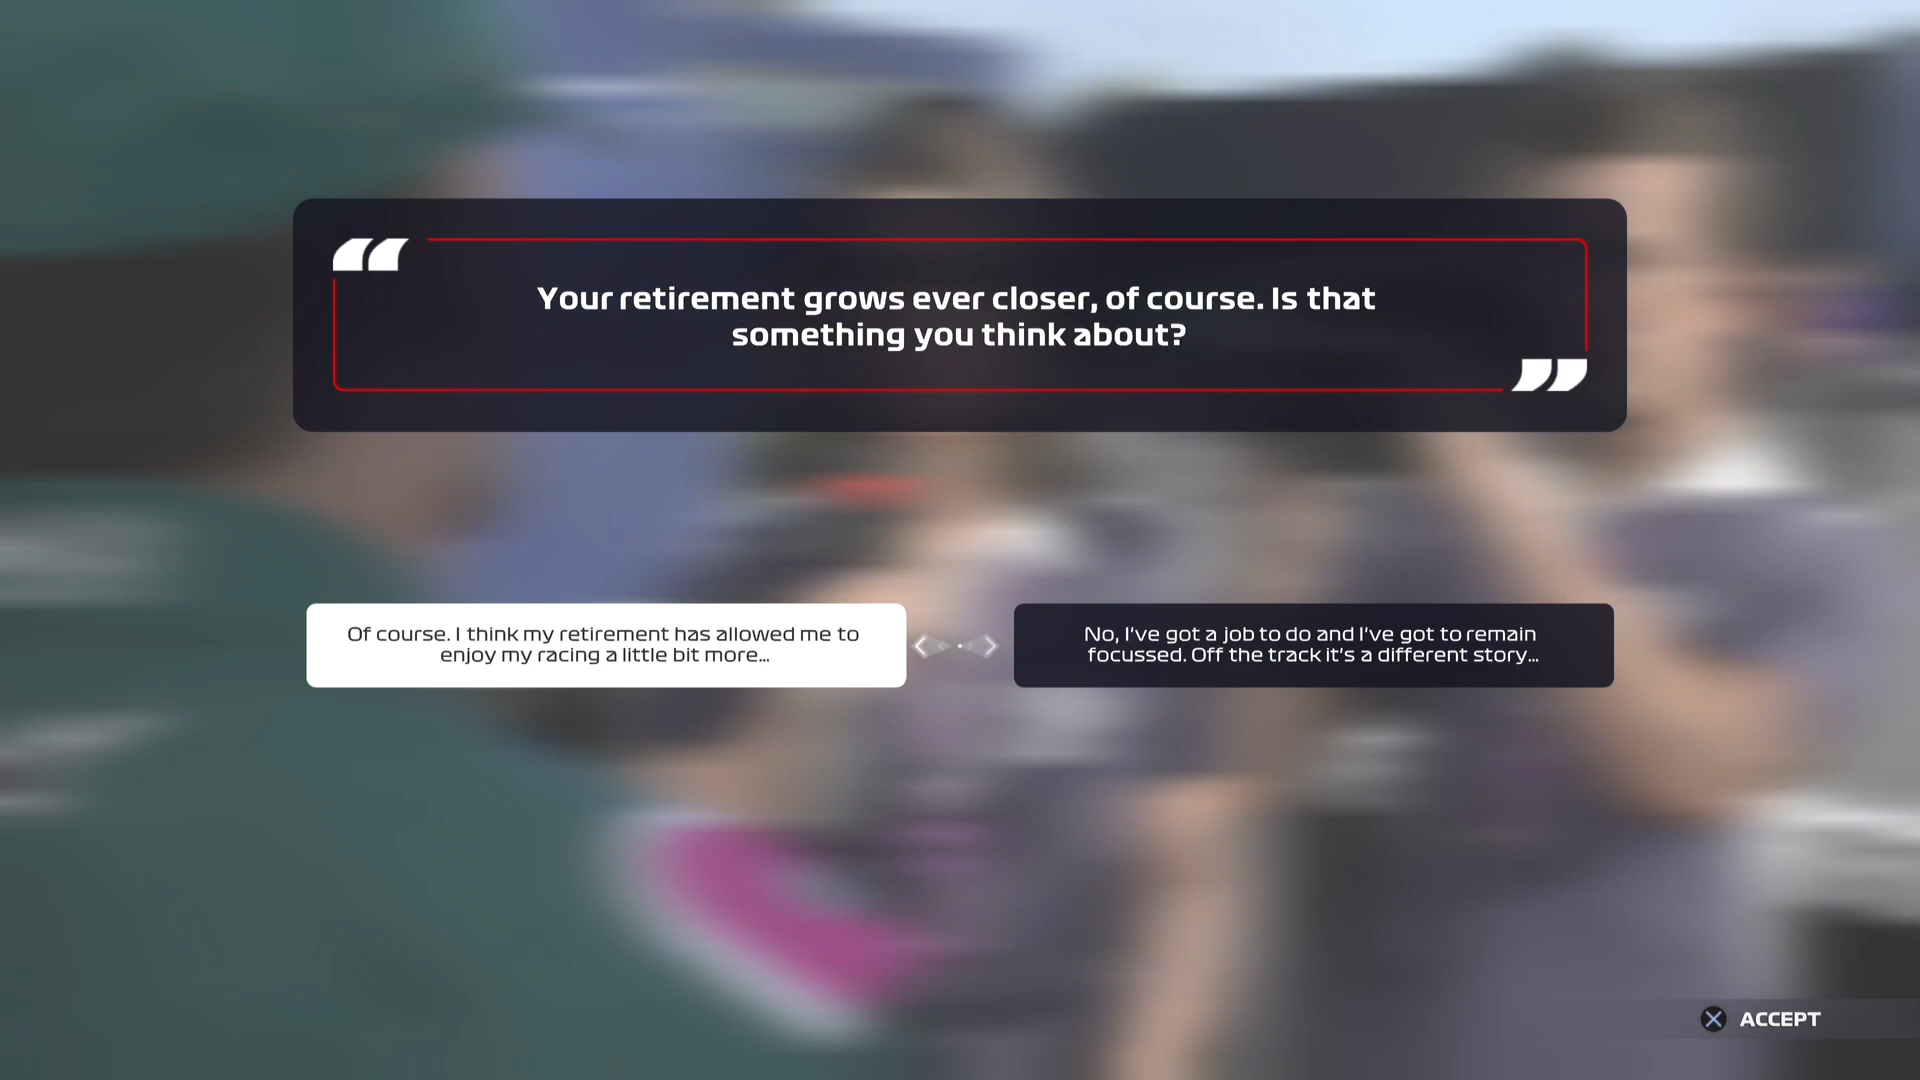 Your retirement grows ever closer, of course. Is that
something you think about?
Of course. I think my retirement has allowed me to
enjoy my racing a little bit more...
No, I've got a job to do and I've got to remain
focussed. Off the track it's a different story...
ACCEPT